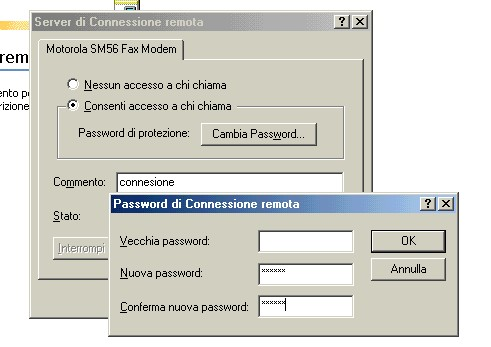 Server di Connessione remota
Motorola SM56 Fax Modem
Nessun accesso a chi chiama
Consenti accesso a chi chiama
Password di protezione:
Cambia Password...
Commento:
connesione
Stato:
Interrompi
Password di Connessione remota
Vecchia password:
OK
Nuova password:
××××××
Annulla
Conferma nuova password:
××××××
rem
ento p
rizione